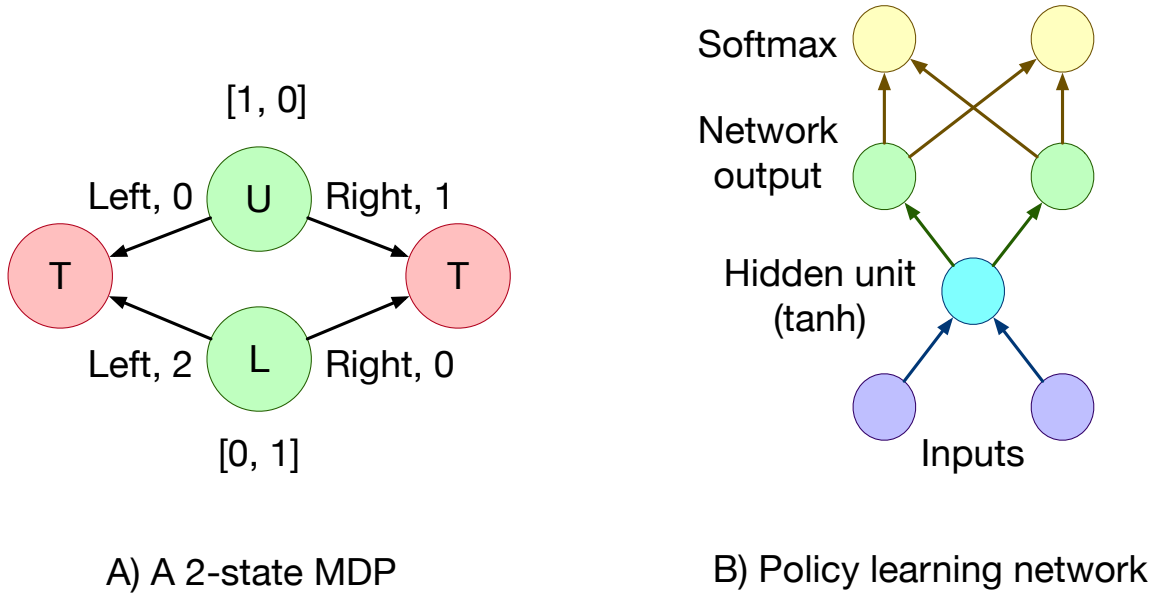 [1, 0]
Left, 0
U
Right, 1
T
T
Left, 2
L
Right, 0
[0, 1]
A) A 2-state MDP
Softmax
Network
output
Hidden unit
(tanh)
Inputs
B) Policy learning network